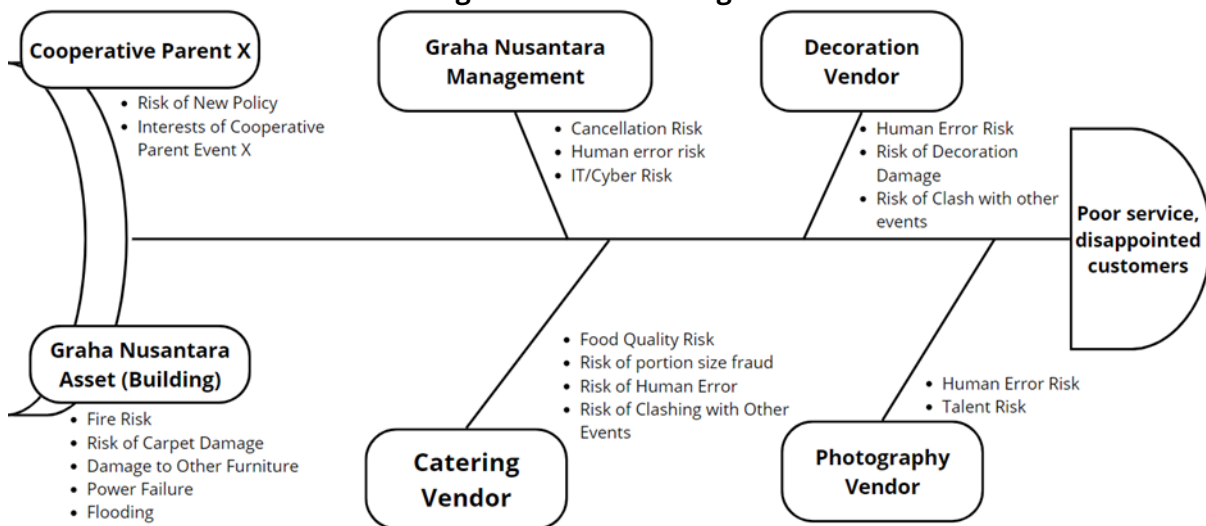 Cooperative Parent X
• Risk of New Policy
• Interests of Cooperative
Parent Event X
Graha Nusantara
Management
• Cancellation Risk
• Human error risk
• IT/Cyber Risk
Decoration
Vendor
• Human Error Risk
• Risk of Decoration
Damage
• Risk of Clash with other
events
Poor service,
disappointed
customers
Graha Nusantara
Asset (Building)
• Fire Risk
• Risk of Carpet Damage
• Damage to Other Furniture
• Power Failure
• Flooding
• Food Quality Risk
• Risk of portion size fraud
• Risk of Human Error
• Risk of Clashing with Other
Events
Catering
Vendor
• Human Error Risk
• Talent Risk
Photography
Vendor